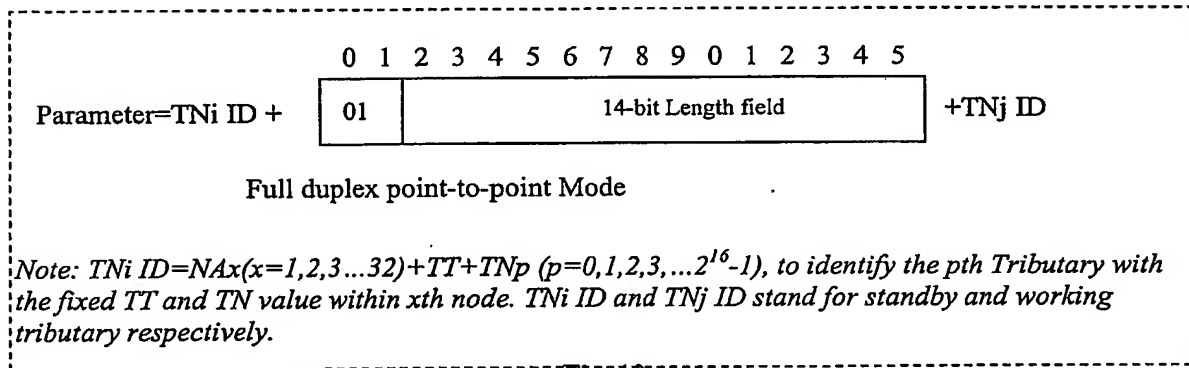 0 1 2 3 4 5 6 7 8 9 0 1 2 3 4 5
Parameter=TNi ID + 01 14-bit Length field +TNj ID
Full duplex point-to-point Mode
Note: TNi ID=NAx(x=1,2,3...32)+TT+TNp (p=0,1,2,3,...2^16-1), to identify the pth Tributary with
the fixed TT and TN value within xth node. TNi ID and TNj ID stand for standby and working
tributary respectively.